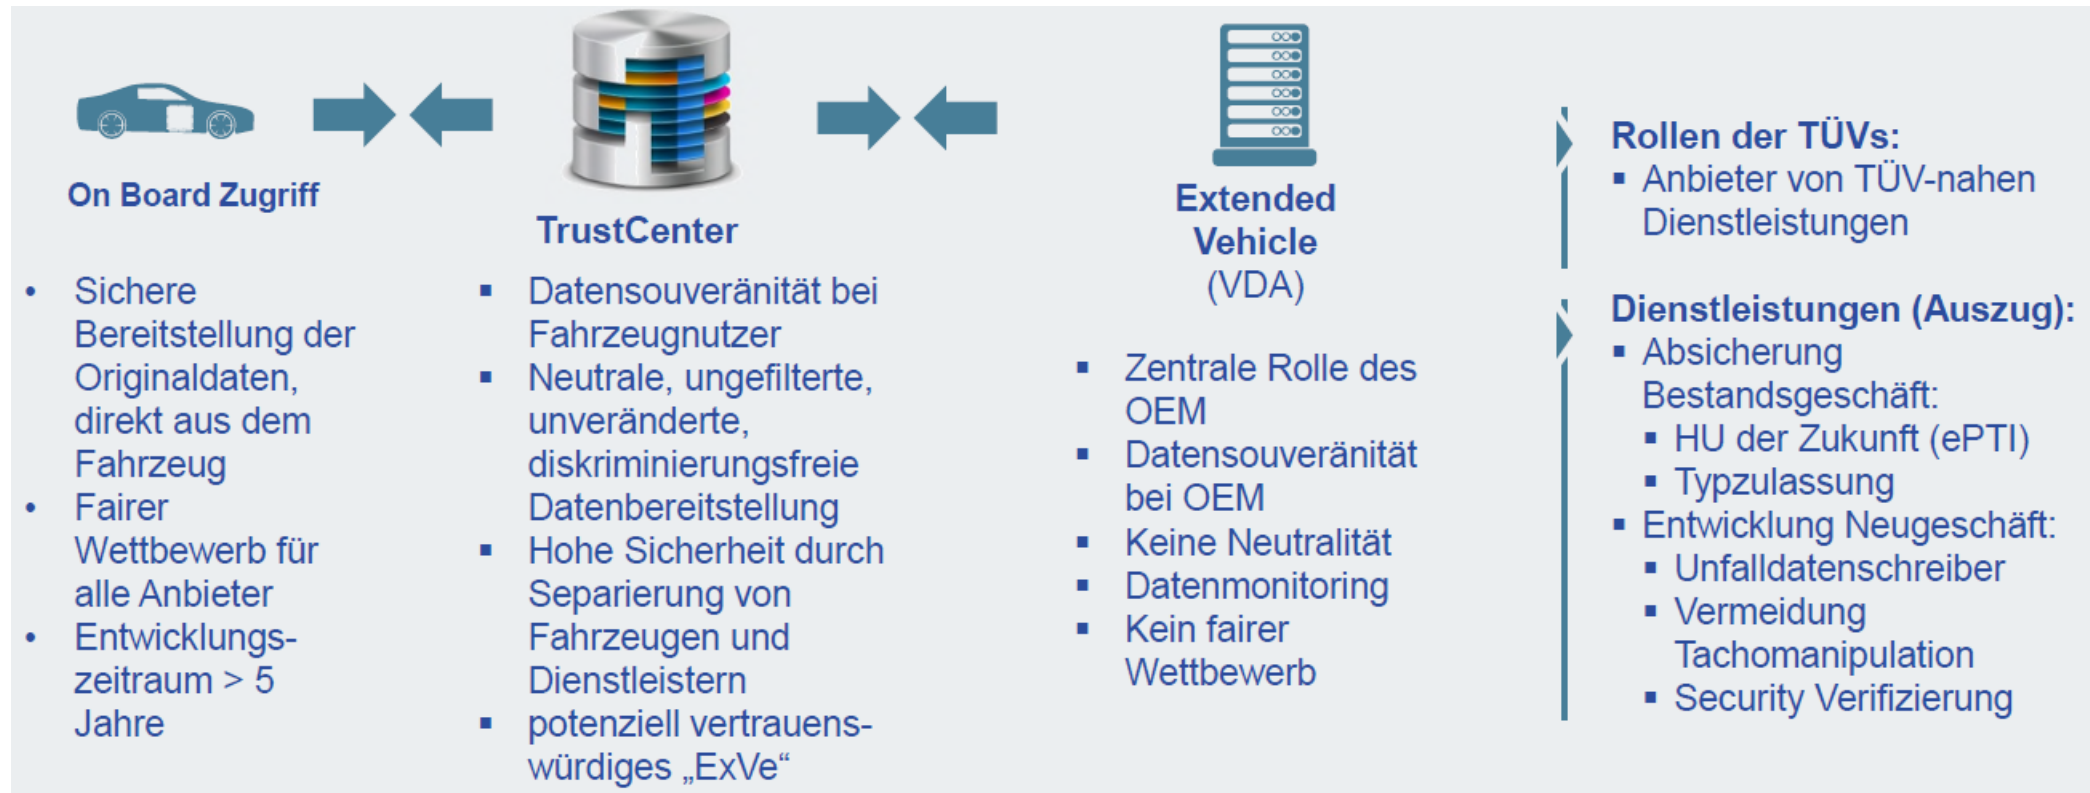 On Board Zugriff
• Sichere
Bereitstellung der
Originaldaten,
direkt aus dem
Fahrzeug
• Fairer
Wettbewerb für
alle Anbieter
• Entwicklungs-
zeitraum > 5
Jahre
TrustCenter
▪ Datensouveränität bei
Fahrzeugnutzer
▪ Neutrale, ungefilterte,
unveränderte,
diskriminierungsfreie
Datenbereitstellung
▪ Hohe Sicherheit durch
Separierung von
Fahrzeugen und
Dienstleistern
▪ potenziell vertrauens-
würdiges „ExVe“
Extended
Vehicle
(VDA)
▪ Zentrale Rolle des
OEM
▪ Datensouveränität
bei OEM
▪ Keine Neutralität
▪ Datenmonitoring
▪ Kein fairer
Wettbewerb
Rollen der TÜVs:
▪ Anbieter von TÜV-nahen
Dienstleistungen
Dienstleistungen (Auszug):
▪ Absicherung
Bestandsgeschäft:
▪ HU der Zukunft (ePTI)
▪ Typzulassung
▪ Entwicklung Neugeschäft:
▪ Unfalldatenschreiber
▪ Vermeidung
Tachomanipulation
▪ Security Verifizierung